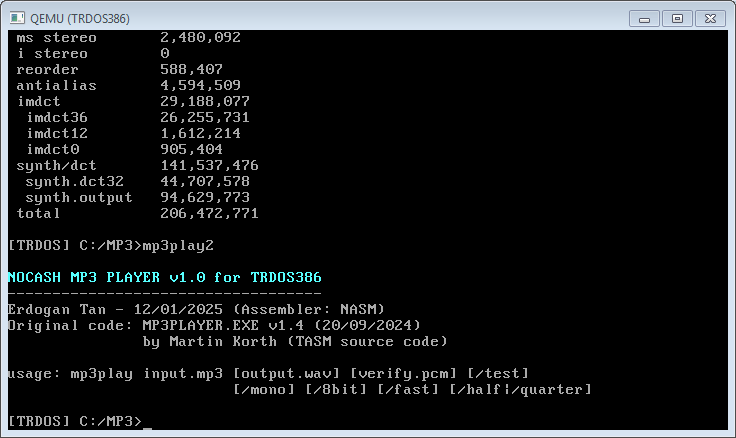 QEMU (TRDOS386)
ms stereo 2,480,092
i stereo 0
reorder 588,407
antialias 4,594,509
imdct 29,188,077
imdct36 26,255,731
imdct12 1,612,214
imdct0 905,404
synth/dct 141,537,476
synth.dct32 44,707,578
synth.output 94,629,773
total 206,472,771
[TRDOS] C:/MP3>mp3play2
NOCASH MP3 PLAYER v1.0 for TRDOS386
-----------------------------------
Erdogan Tan - 12/01/2025 (Assembler: NASM)
Original code: MP3PLAYER.EXE v1.4 (20/09/2024)
by Martin Korth (TASM source code)
usage: mp3play input.mp3 [output.wav] [verify.pcm] [/test]
[/mono] [/8bit] [/fast] [/half¦/quarter]
[TRDOS] C:/MP3>_